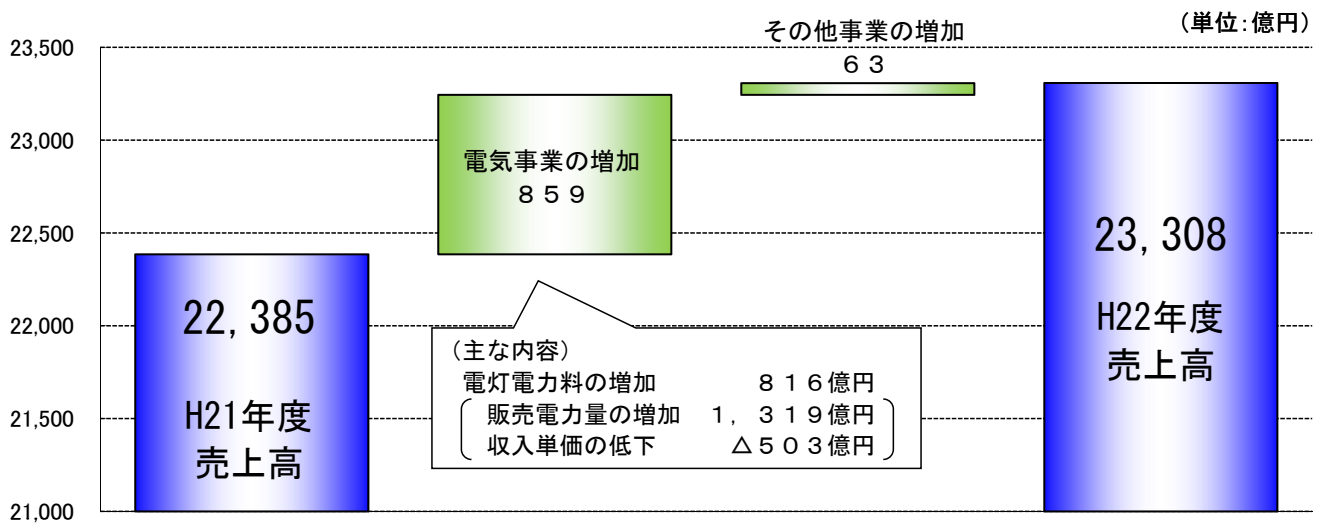 （単位：億円）
その他事業の増加
６３
23,500
23,000
電気事業の増加
８５９
22,500
22,000
21,500
21,000
22,385
H21年度
売上高
（主な内容）
電灯電力料の増加　８１６億円
販売電力量の増加　１，３１９億円
収入単価の低下　△５０３億円
23,308
H22年度
売上高